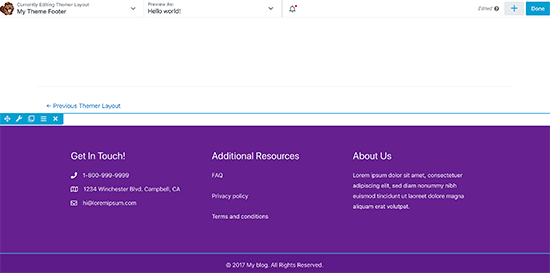 Currently Editing Themer Layout
My Theme Footer
Preview As:
Hello world!
Edited
Done
← Previous Themer Layout
Get In Touch!
1-800-999-9999
1234 Winchester Blvd, Campbell, CA
hi@loremipsum.com
Additional Resources
FAQ
Privacy policy
Terms and conditions
About Us
Lorem ipsum dolor sit amet, consectetuer
adipiscing elit, sed diam nonummy nibh
euismod tincidunt ut laoreet dolore magna
aliquam erat volutpat.
© 2017 My blog. All Rights Reserved.